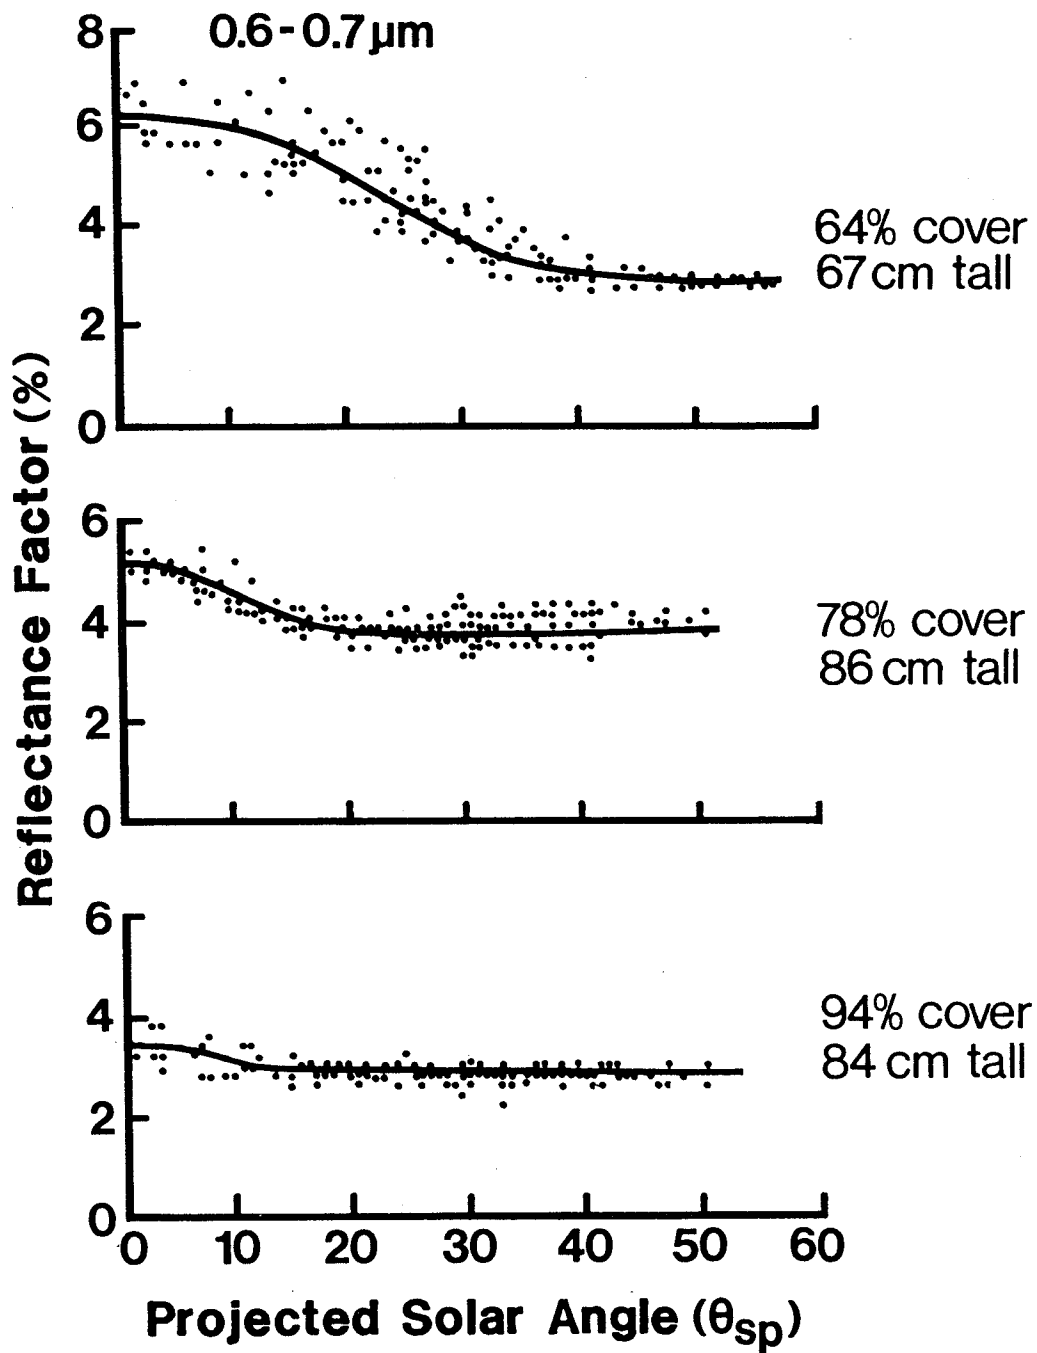 0.6-0.7µm
8
6
4
2
0
64% cover
67cm tall
6
4
2
0
78% cover
86cm tall
6
4
2
0
94% cover
84cm tall
0 10 20 30 40 50 60
Reflectance Factor (%)
Projected Solar Angle (θsp)